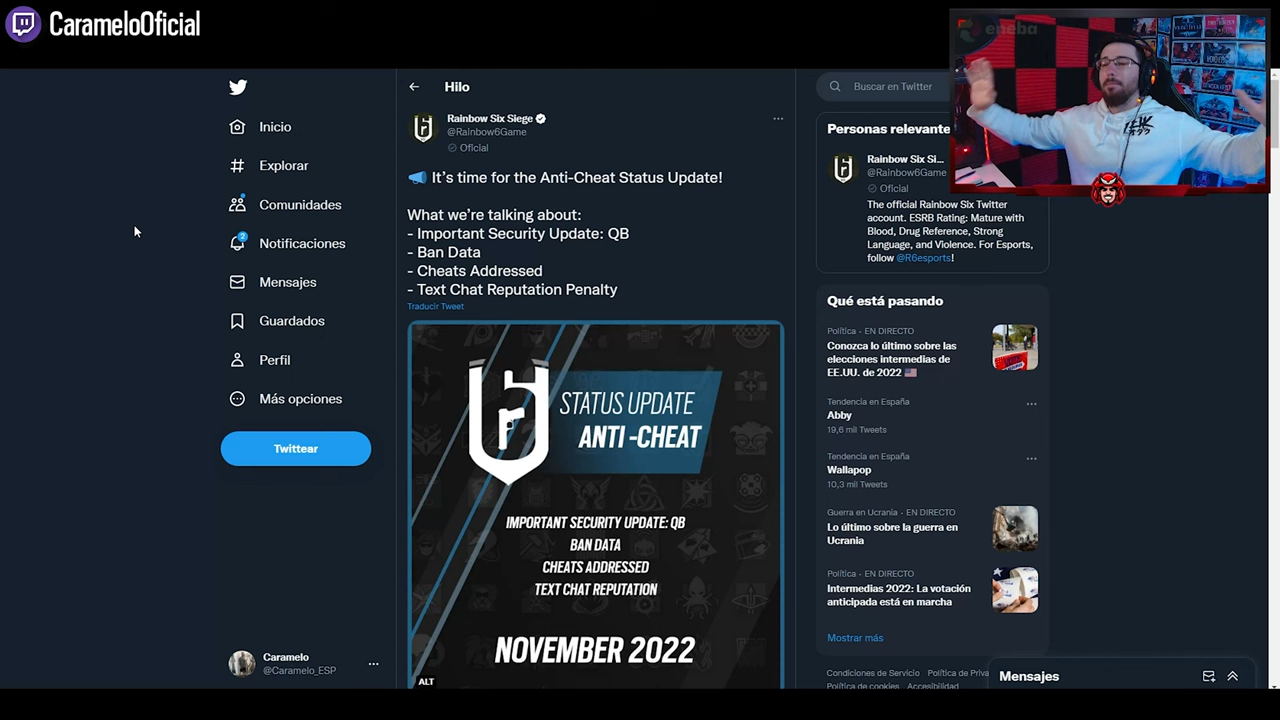 CarameloOficial
eneba
Hilo
Buscar en Twitter
Inicio
Explorar
Comunidades
2
Notificaciones
Mensajes
Guardados
Perfil
Más opciones
Twittear
Caramelo
@Caramelo_ESP
Rainbow Six Siege
@Rainbow6Game
Oficial
It's time for the Anti-Cheat Status Update!
What we're talking about:
- Important Security Update: QB
- Ban Data
- Cheats Addressed
- Text Chat Reputation Penalty
Traducir Tweet
STATUS UPDATE
ANTI-CHEAT
IMPORTANT SECURITY UPDATE: QB
BAN DATA
CHEATS ADDRESSED
TEXT CHAT REPUTATION
NOVEMBER 2022
ALT
Personas relevante
Rainbow Six Si...
@Rainbow6Game
Oficial
The official Rainbow Six Twitter
account. ESRB Rating: Mature with
Blood, Drug Reference, Strong
Language, and Violence. For Esports,
follow @R6esports!
Qué está pasando
Política - EN DIRECTO
Conozca lo último sobre las
elecciones intermedias de
EE.UU. de 2022
Tendencia en España
Abby
19,6 mil Tweets
Tendencia en España
Wallapop
10,3 mil Tweets
Guerra en Ucrania - EN DIRECTO
Lo último sobre la guerra en
Ucrania
Política - EN DIRECTO
Intermedias 2022: La votación
anticipada está en marcha
Mostrar más
Condiciones de Servicio Política de Priva
Política de cookies Accesibilidad
Mensajes